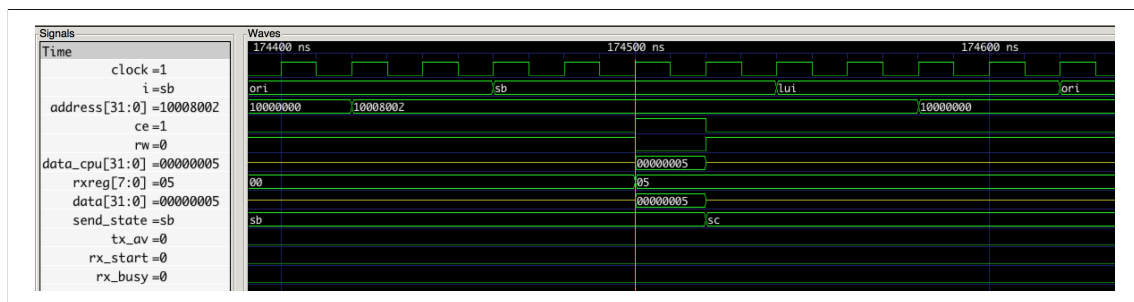 Signals
Waves
Time
174400 ns 174500 ns 174600 ns
clock =1
i =sb ori sb lui ori
address[31:0] =10008002 10000000 10008002 10000000
ce =1
rw =0
data_cpu[31:0] =00000005 00000005
rxreg[7:0] =05 00 05
data[31:0] =00000005 00000005
send_state =sb sb sc
tx_av =0
rx_start =0
rx_busy =0